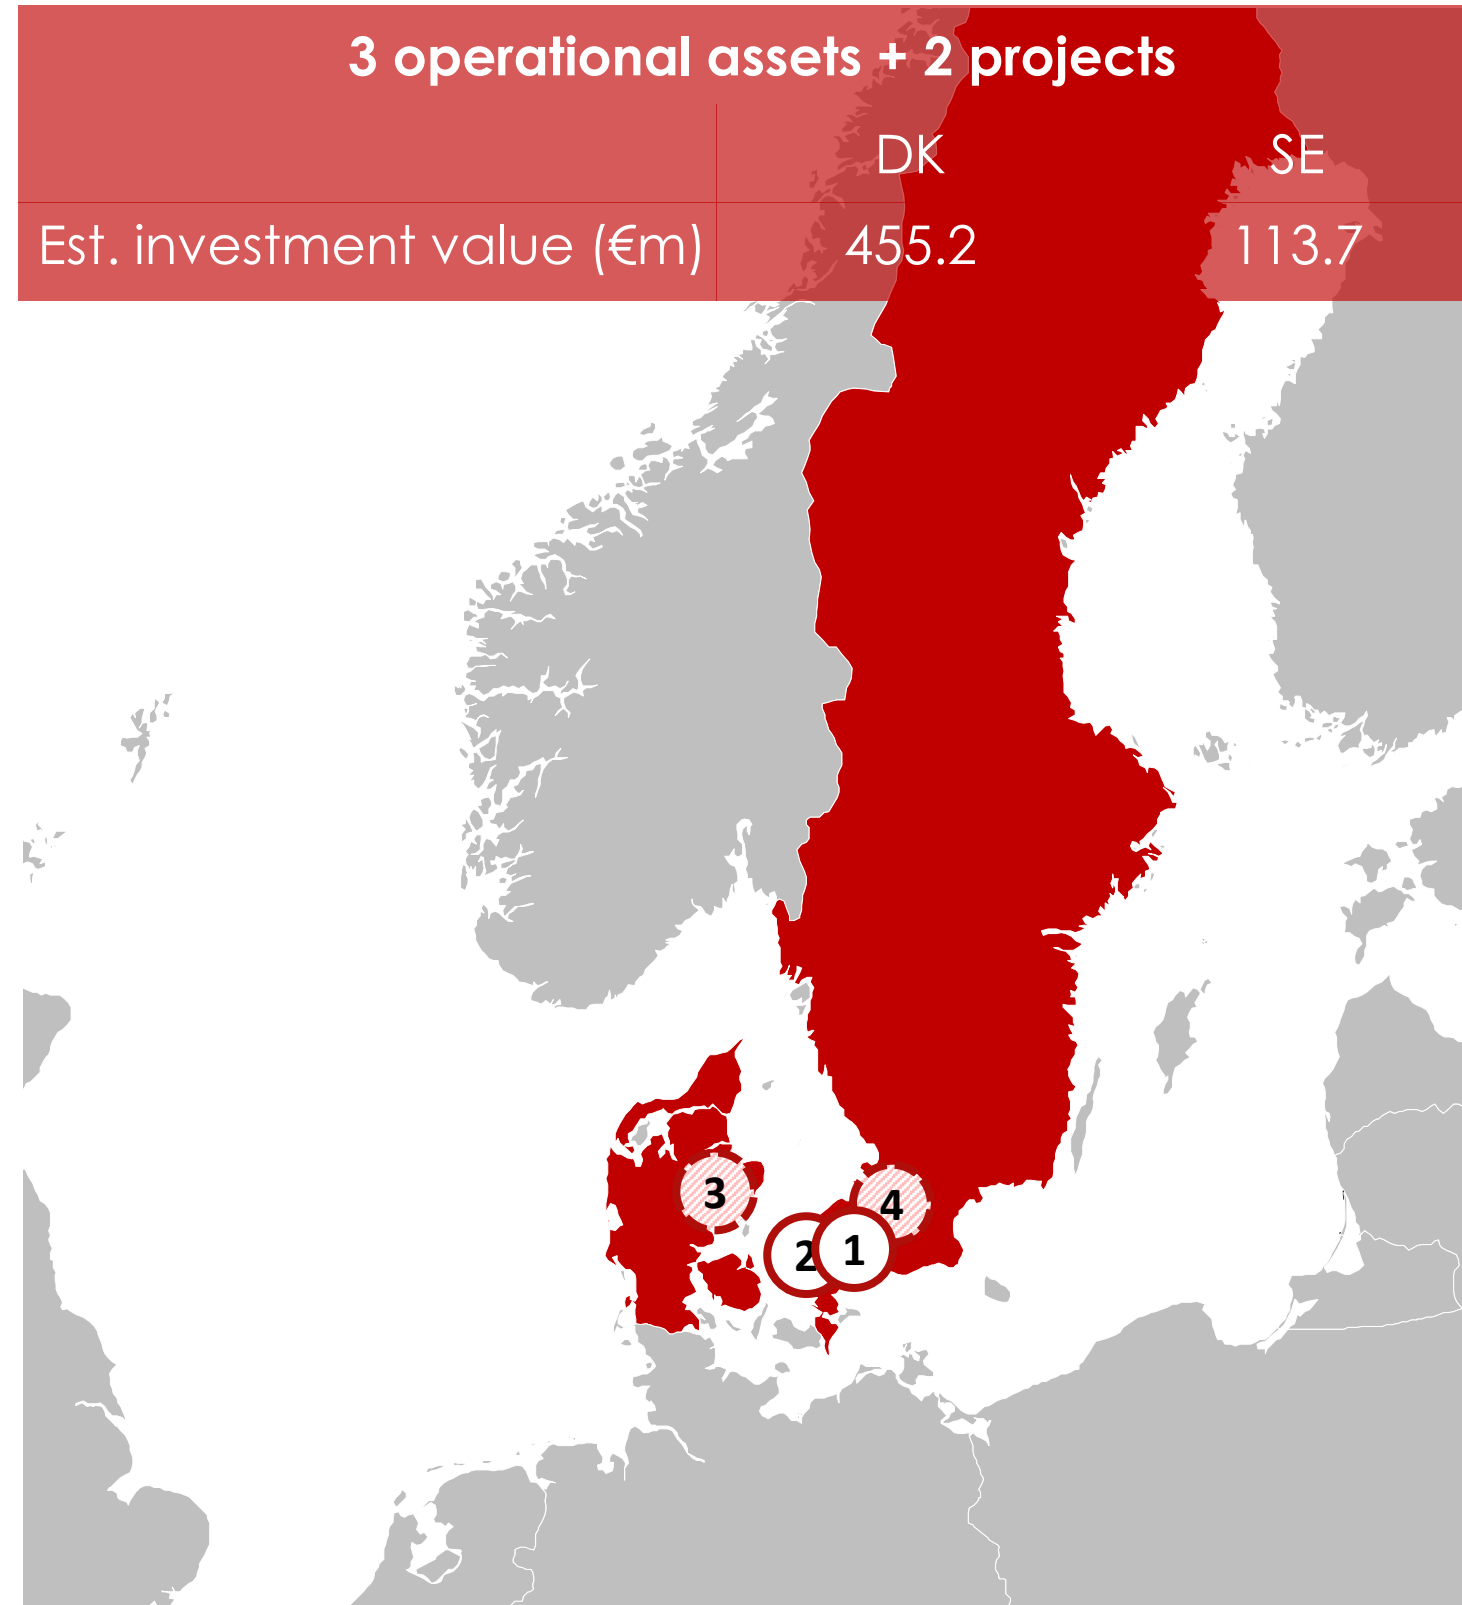 3 operational assets + 2 projects
DK SE
Est. investment value (€m) 455.2 113.7
3
4
2 1